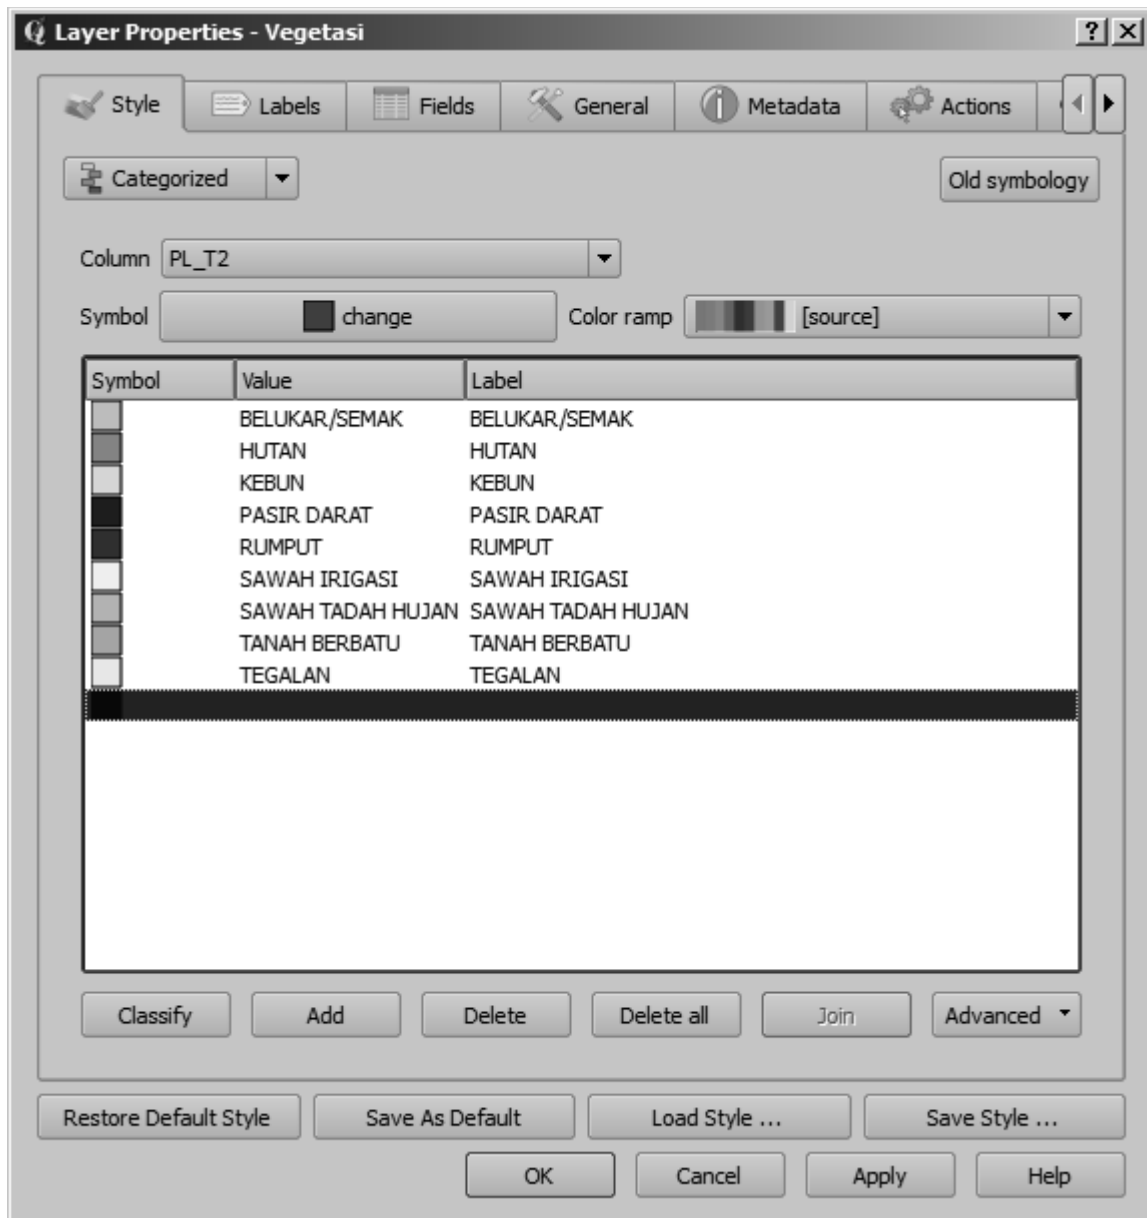 Layer Properties - Vegetasi
Style Labels Fields General Metadata Actions
Categorized Old symbology
Column PL_T2
Symbol change Color ramp [source]
Symbol Value Label
BELUKAR/SEMAK BELUKAR/SEMAK
HUTAN HUTAN
KEBUN KEBUN
PASIR DARAT PASIR DARAT
RUMPUT RUMPUT
SAWAH IRIGASI SAWAH IRIGASI
SAWAH TADAH HUJAN SAWAH TADAH HUJAN
TANAH BERBATU TANAH BERBATU
TEGALAN TEGALAN
Classify Add Delete Delete all Join Advanced
Restore Default Style Save As Default Load Style ... Save Style ...
OK Cancel Apply Help